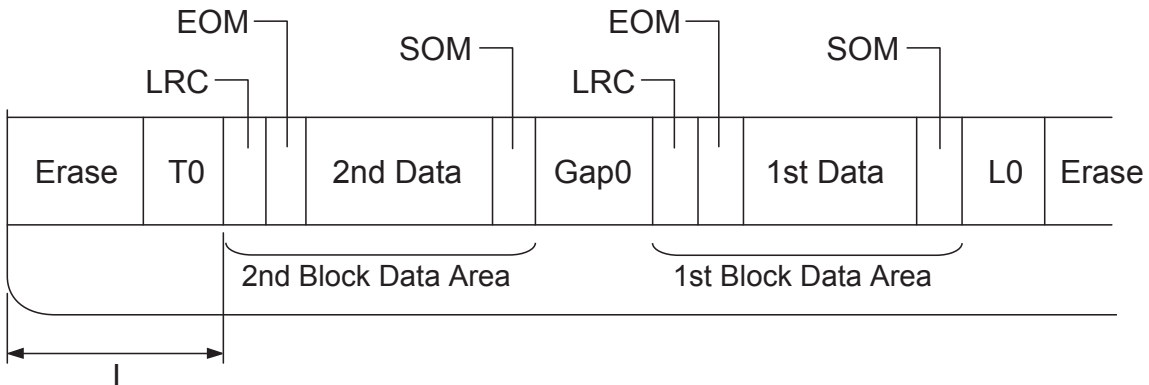 EOM
EOM
SOM
SOM
LRC
LRC
Erase T0 2nd Data Gap0 1st Data L0 Erase
2nd Block Data Area 1st Block Data Area